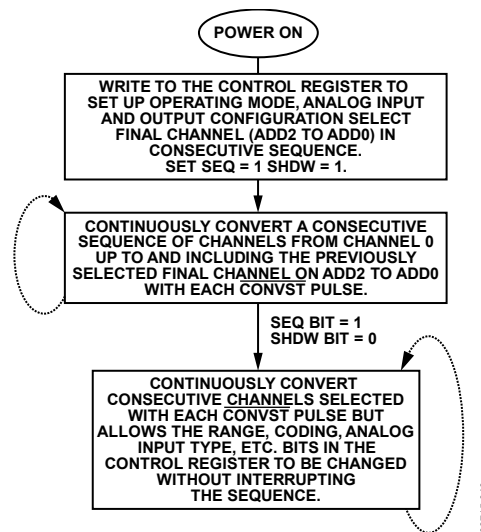 POWER ON
WRITE TO THE CONTROL REGISTER TO
SET UP OPERATING MODE, ANALOG INPUT
AND OUTPUT CONFIGURATION SELECT
FINAL CHANNEL (ADD2 TO ADD0) IN
CONSECUTIVE SEQUENCE.
SET SEQ = 1 SHDW = 1.
CONTINUOUSLY CONVERT A CONSECUTIVE
SEQUENCE OF CHANNELS FROM CHANNEL 0
UP TO AND INCLUDING THE PREVIOUSLY
SELECTED FINAL CHANNEL ON ADD2 TO ADD0
WITH EACH CONVST PULSE.
SEQ BIT = 1
SHDW BIT = 0
CONTINUOUSLY CONVERT
CONSECUTIVE CHANNELS SELECTED
WITH EACH CONVST PULSE BUT
ALLOWS THE RANGE, CODING, ANALOG
INPUT TYPE, ETC. BITS IN THE
CONTROL REGISTER TO BE CHANGED
WITHOUT INTERRUPTING
THE SEQUENCE.